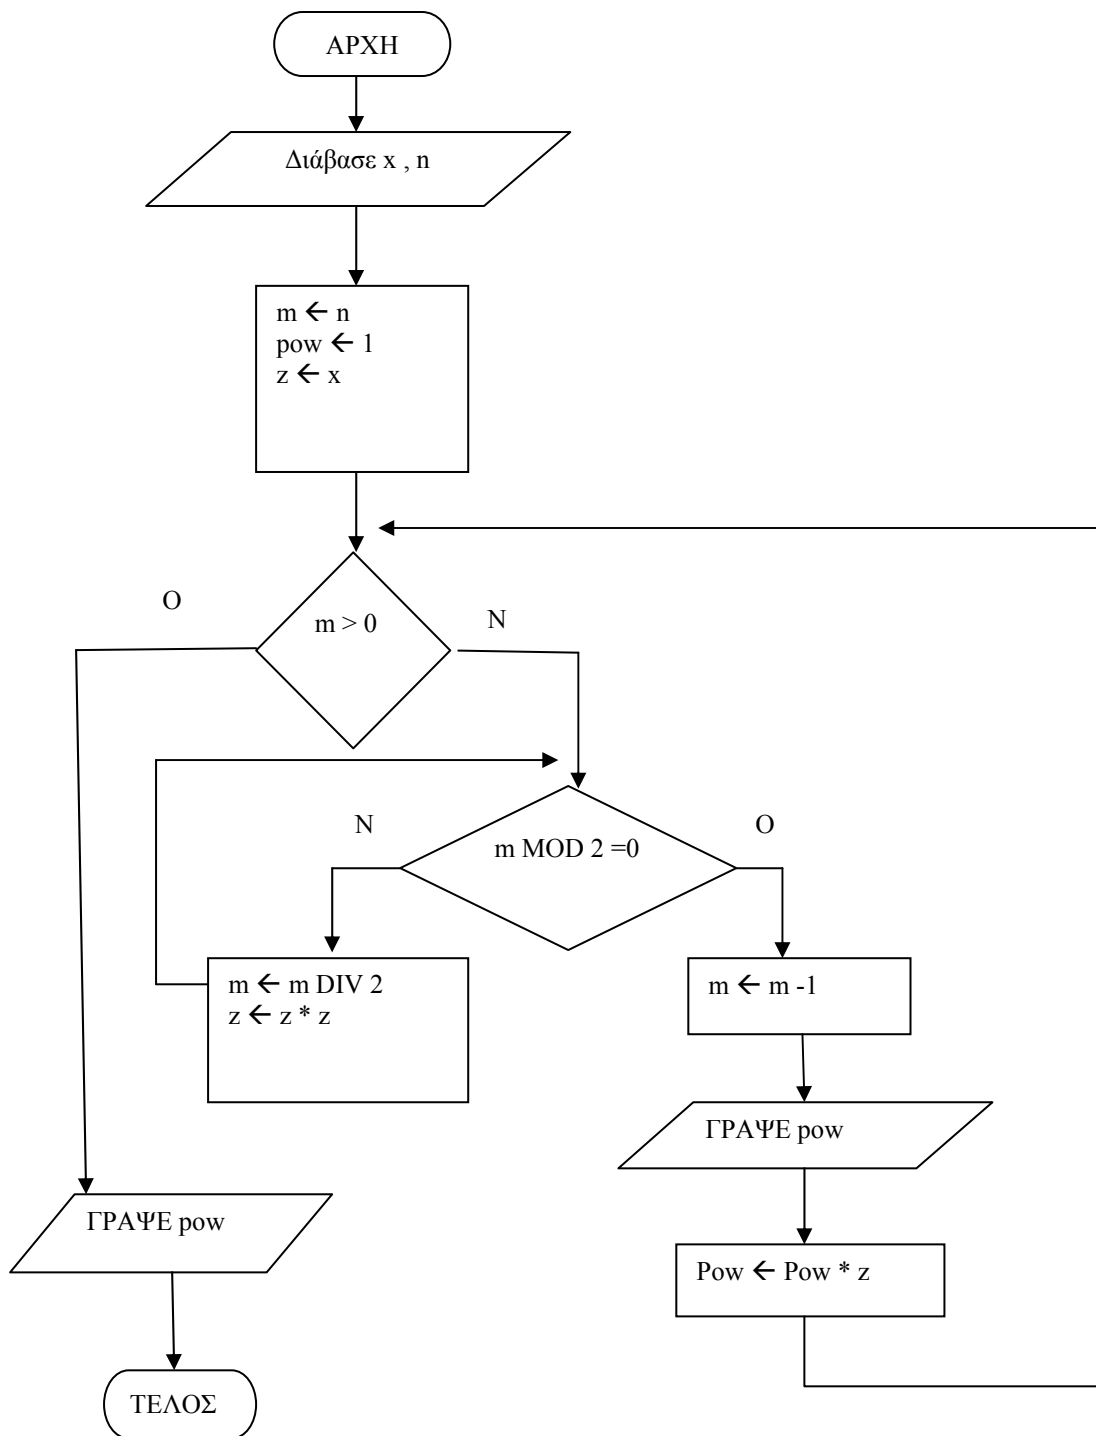 ΑΡΧΗ
Διάβασε x , n
m ← n
pow ← 1
z ← x
Ο
m > 0
Ν
Ν
m MOD 2 =0
Ο
m ← m DIV 2
z ← z * z
m ← m -1
ΓΡΑΨΕ pow
ΓΡΑΨΕ pow
Pow ← Pow * z
ΤΕΛΟΣ